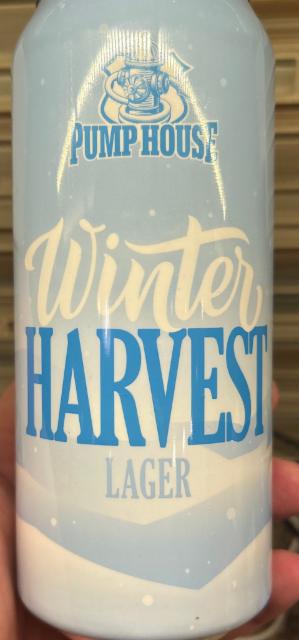 PUMP HOUSE
Winter
HARVEST
LAGER